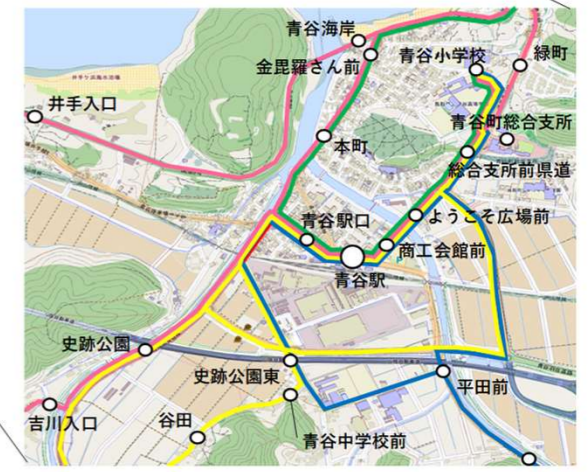 青谷海岸
金毘羅さん前
青谷小学校
緑町
井手入口
青谷町総合支所
本町
総合支所前県道
ようこそ広場前
青谷駅口
商工会館前
青谷駅
史跡公園
史跡公園東
平田前
吉川入口
谷田
青谷中学校前